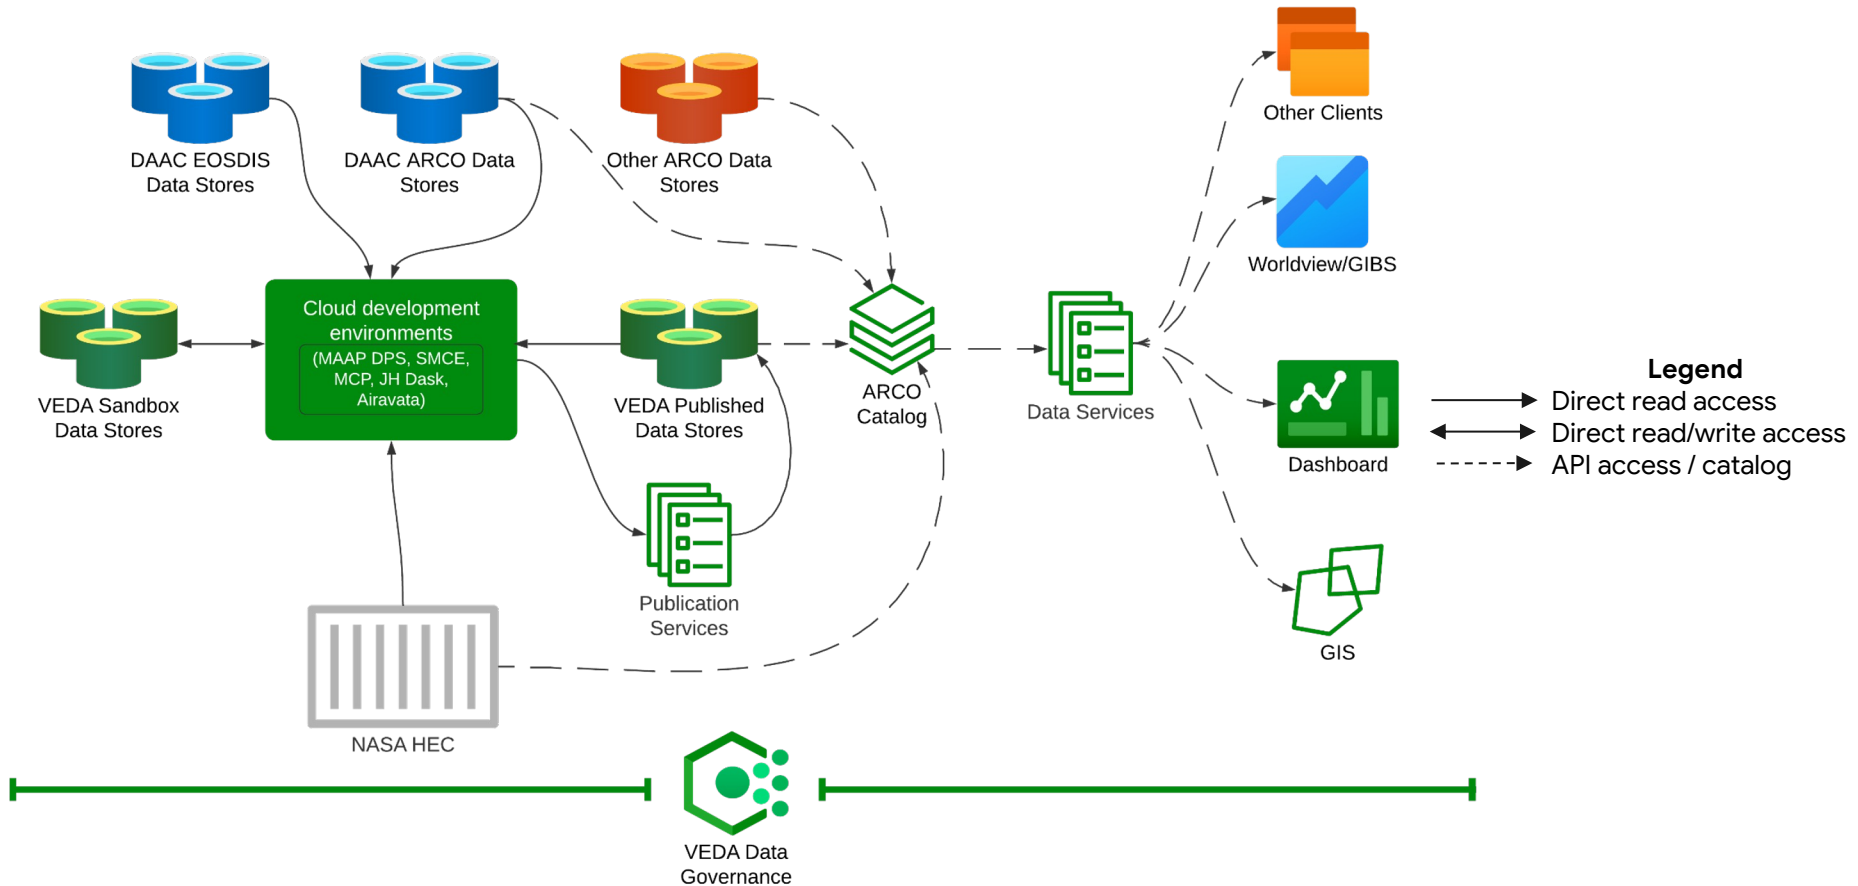 DAAC EOSDIS
Data Stores
DAAC ARCO Data
Stores
Other ARCO Data
Stores
Other Clients
Worldview/GIBS
Cloud development
environments
(MAAP DPS, SMCE,
MCP, JH Dask,
Airavata)
VEDA Sandbox
Data Stores
VEDA Published
Data Stores
ARCO
Catalog
Data Services
Dashboard
Legend
Direct read access
Direct read/write access
API access / catalog
Publication
Services
GIS
NASA HEC
VEDA Data
Governance